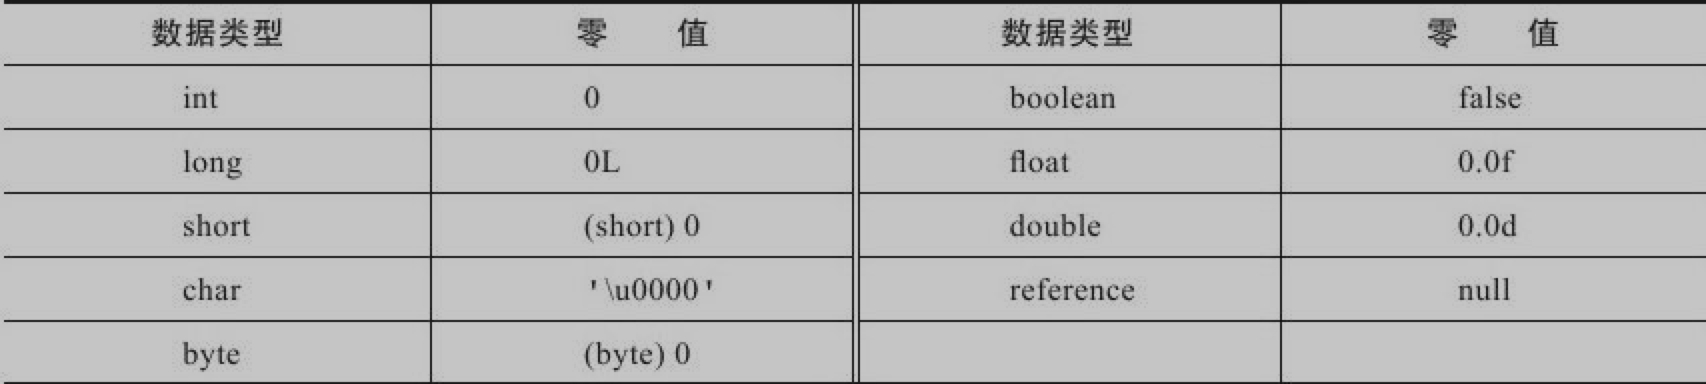 数据类型 零 值 数据类型 零 值
int 0 boolean false
long 0L float 0.0f
short (short) 0 double 0.0d
char '\u0000' reference null
byte (byte) 0